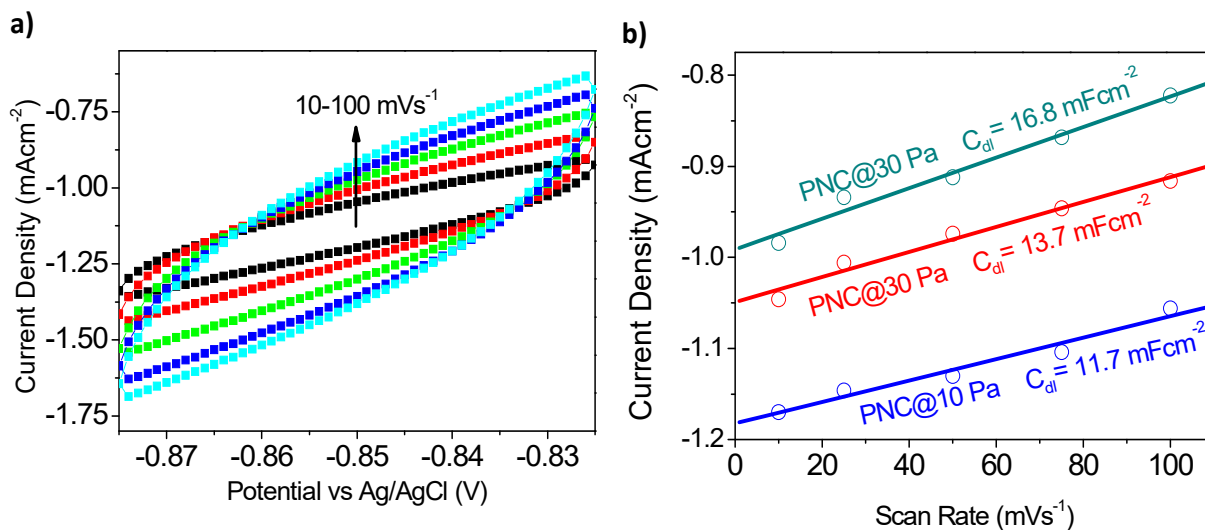 a)
10-100 mVs-1
-0.75
-1.00
-1.25
-1.50
-1.75
-0.87 -0.86 -0.85 -0.84 -0.83
Current Density (mAcm-2)
Potential vs Ag/AgCl (V)
b)
-0.8
-0.9
-1.0
-1.1
-1.2
0 20 40 60 80 100
Current Density (mAcm-2)
Scan Rate (mVs-1)
PNC@30 Pa Cdl= 16.8 mFcm-2
PNC@30 Pa Cdl= 13.7 mFcm-2
PNC@10 Pa Cdl= 11.7 mFcm-2